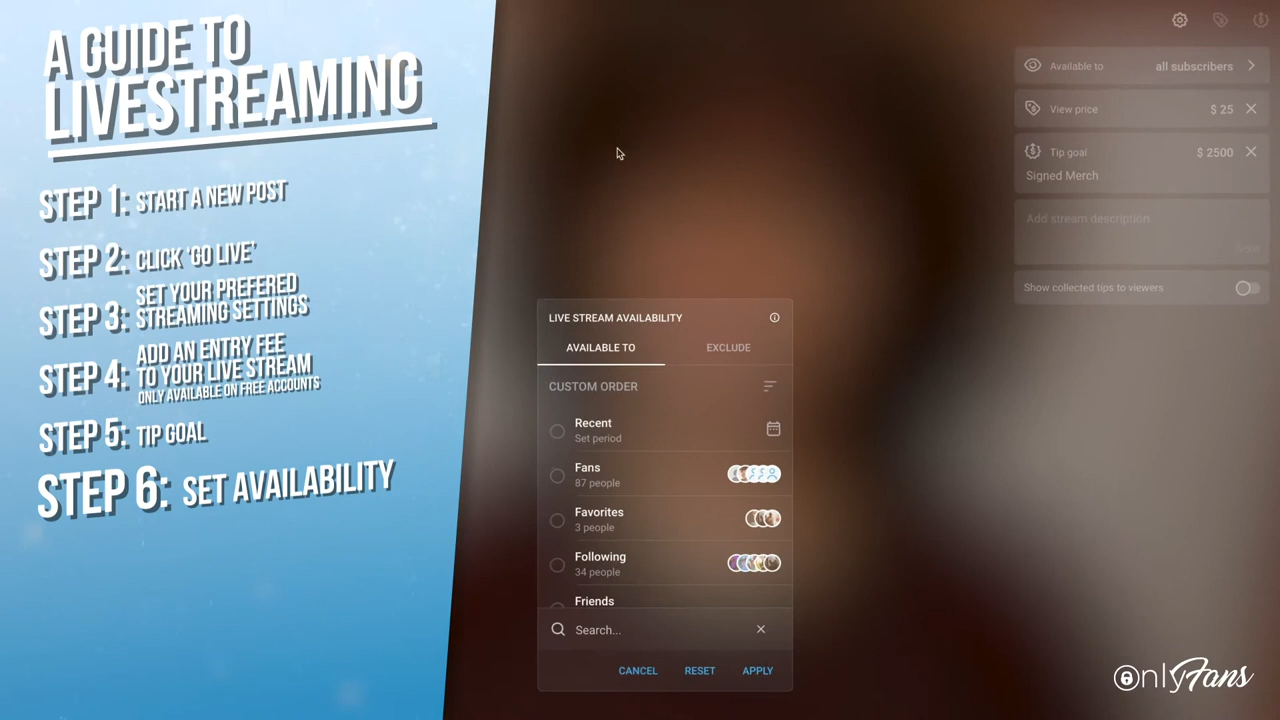 A GUIDE TO
LIVESTREAMING
STEP 1: START A NEW POST
STEP 2: CLICK 'GO LIVE'
STEP 3: SET YOUR PREFERED
STREAMING SETTINGS
STEP 4: ADD AN ENTRY FEE
TO YOUR LIVE STREAM
ONLY AVAILABLE ON FREE ACCOUNTS
STEP 5: TIP GOAL
STEP 6: SET AVAILABILITY
LIVE STREAM AVAILABILITY
AVAILABLE TO EXCLUDE
CUSTOM ORDER
Recent
Set period
Fans
87 people
Favorites
3 people
Following
34 people
Friends
Search...
CANCEL RESET APPLY
Available to all subscribers
View price $ 25
Tip goal $ 2500
Signed Merch
Add stream description
Show collected tips to viewers
OnlyFans